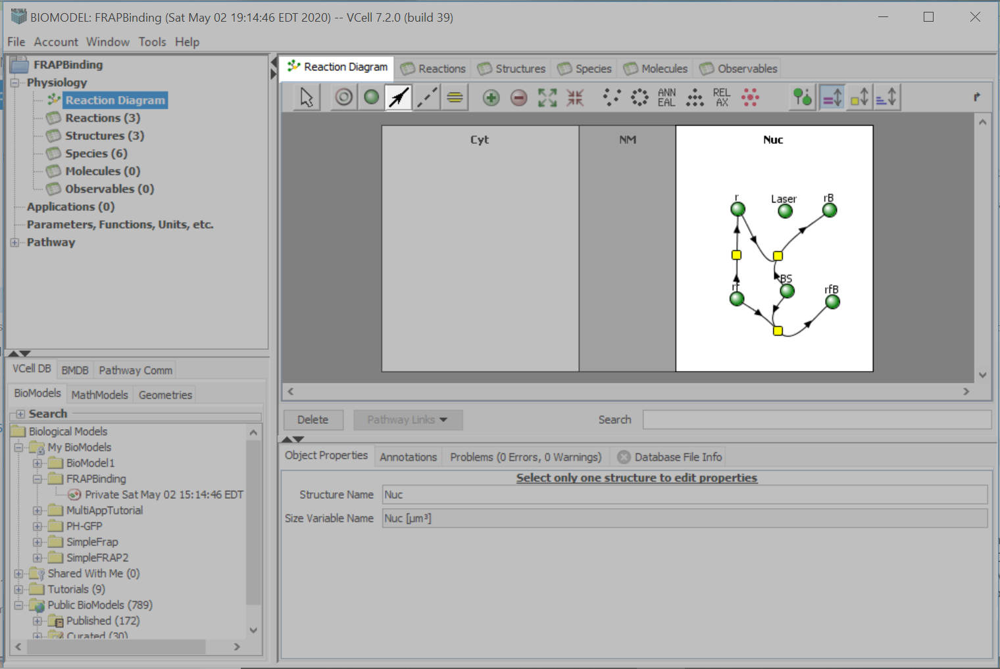 BIOMODEL: FRAPBinding (Sat May 02 19:14:46 EDT 2020) -- VCell 7.2.0 (build 39)
File Account Window Tools Help
FRAPBinding
Physiology
Reaction Diagram
Reactions (3)
Structures (3)
Species (6)
Molecules (0)
Observables (0)
Applications (0)
Parameters, Functions, Units, etc.
Pathway
VCell DB BMDB Pathway Comm
BioModels MathModels Geometries
Search
Biological Models
My BioModels
BioModel1
FRAPBinding
Private Sat May 02 15:14:46 EDT
MultiAppTutorial
PH-GFP
SimpleFrap
SimpleFRAP2
Shared With Me (0)
Tutorials (9)
Public BioModels (789)
Published (172)
Curated (30)
Reaction Diagram Reactions Structures Species Molecules Observables
ANN EAL REL AX
Cyt NM Nuc
r Laser rB
BS
rf rfB
Delete Pathway Links Search
Object Properties Annotations Problems (0 Errors, 0 Warnings) Database File Info
Select only one structure to edit properties
Structure Name Nuc
Size Variable Name Nuc [µm³]